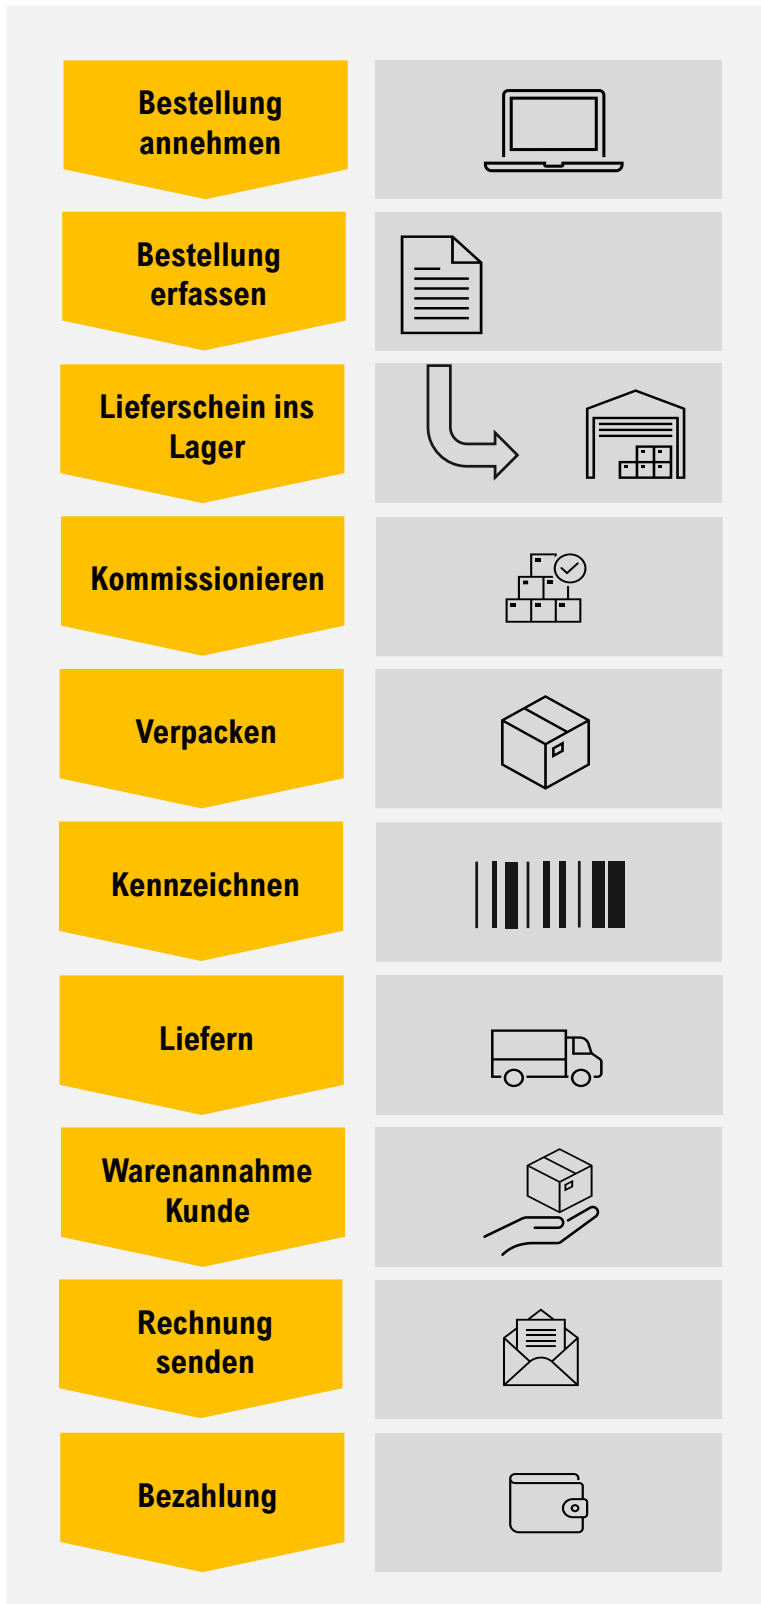 Bestellung
annehmen
Bestellung
erfassen
Lieferschein ins
Lager
Kommissionieren
Verpacken
Kennzeichnen
Liefern
Warenannahme
Kunde
Rechnung
senden
Bezahlung